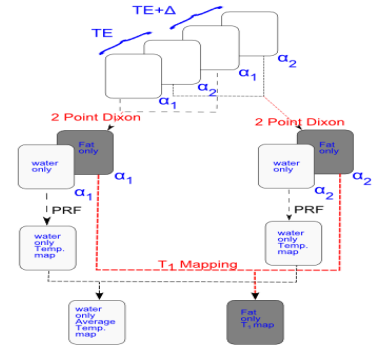 TE+Δ
TE
α1
α2
α1
α2
2 Point Dixon
2 Point Dixon
Fat
only
water
only
α1
α1
Fat
only
water
only
α2
α2
PRF
PRF
water
only
Temp.
map
water
only
Temp.
map
T1 Mapping
water
only
Average
Temp.
map
Fat
only
T1 map